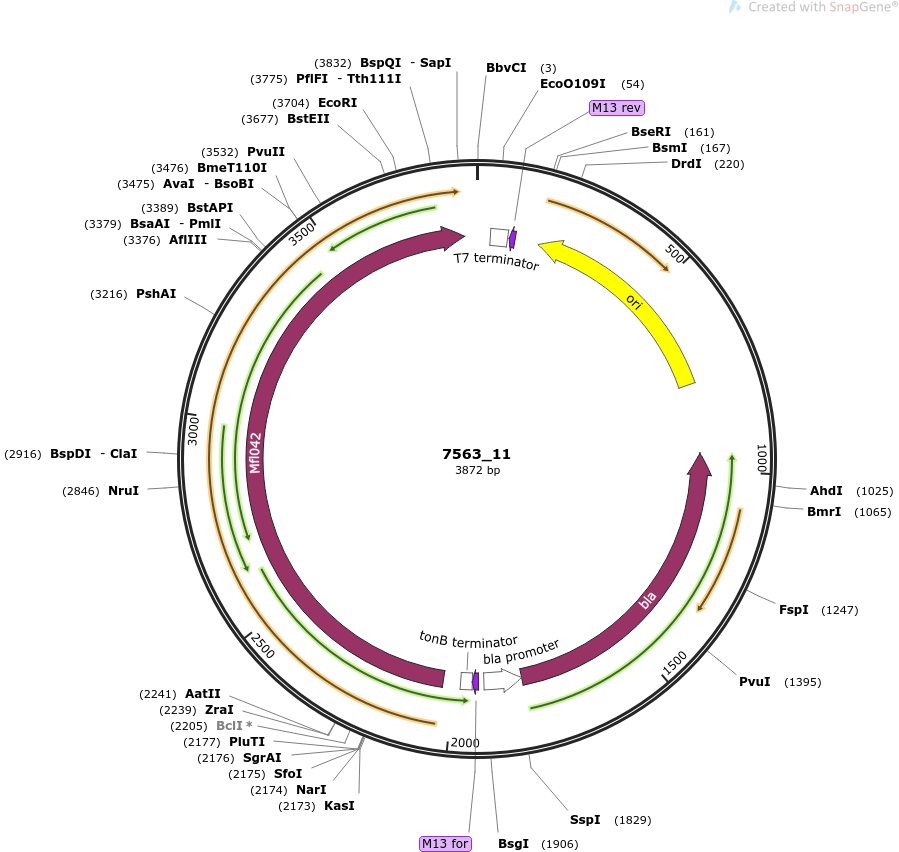 Created with SnapGene®
(3832) BspQI - SapI
(3775) PflFI - Tth111I
(3704) EcoRI
(3677) BstEII
(3532) PvuII
(3476) BmeT110I
(3475) AvaI - BsoBI
(3389) BstAPI
(3379) BsaAI - PmlI
(3376) AflIII
(3216) PshAI
(2916) BspDI - ClaI
(2846) NruI
(2241) AatII
(2239) ZraI
(2205) BclI *
(2177) PluTI
(2176) SgrAI
(2175) SfoI
(2174) NarI
(2173) KasI
BbvCI (3)
EcoO109I (54)
M13 rev
BseRI (161)
BsmI (167)
DrdI (220)
AhdI (1025)
BmrI (1065)
FspI (1247)
PvuI (1395)
SspI (1829)
BsgI (1906)
M13 for
500
1000
1500
2000
2500
3000
3500
T7 terminator
ori
Mfl042
7563_11
3872 bp
bla
tonB terminator
bla promoter